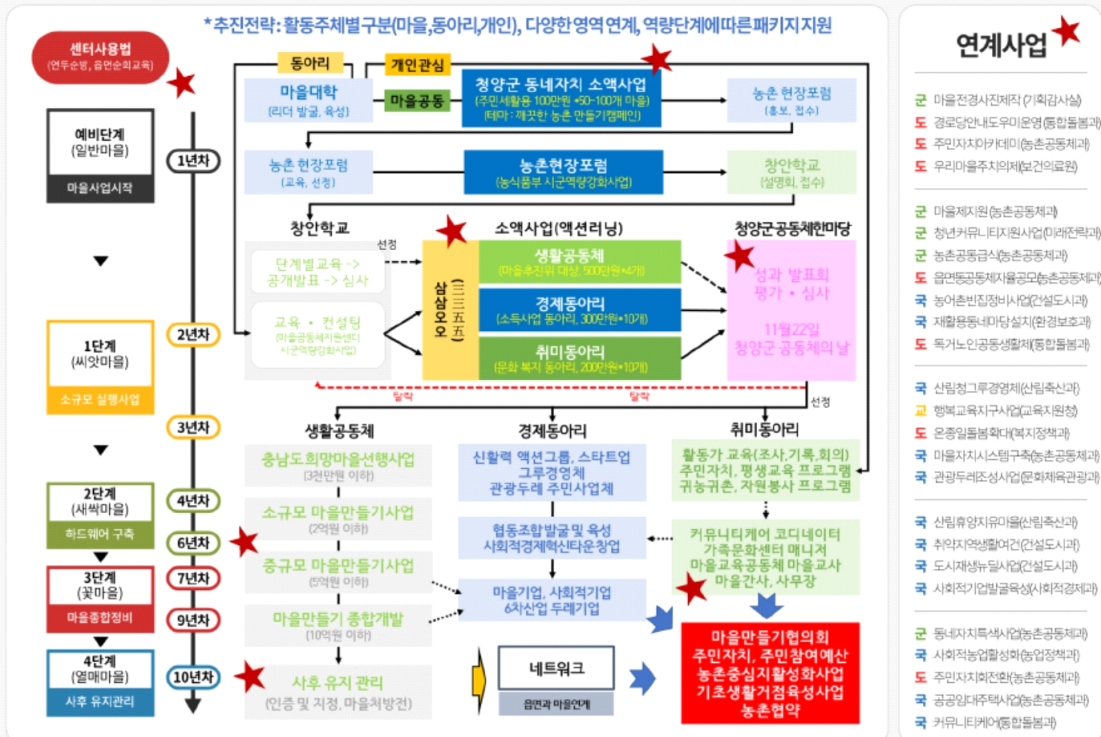 *추진전략 : 활동주체별 구분(마을,동아리,개인), 다양한 영역 연계, 역량단계에 따른 패키지 지원
센터사용법
(연두순방, 읍면순회교육)
예비단계
(일반마을)
마을사업시작
1단계
(씨앗마을)
소규모 실행사업
2단계
(새싹마을)
하드웨어 구축
3단계
(꽃마을)
마을종합정비
4단계
(열매마을)
사후 유지관리
1년차
2년차
3년차
4년차
6년차
7년차
9년차
10년차
동아리
개인관심
마을대학
(리더 발굴, 육성)
마을공동
청양군 동네자치 소액사업
(주민세활용 100만원*50~100개 마을)
(테마 : 깨끗한 농촌 만들기캠페인)
농촌 현장포럼
(홍보, 접수)
농촌 현장포럼
(교육, 선정)
농촌현장포럼
(농식품부 시군역량강화사업)
창안학교
(설명회, 접수)
창안학교
선정
단계별교육 ->
공개발표 -> 심사
교육 • 컨설팅
(마을공동체지원센터
시군역량강화사업)
소액사업(액션러닝)
삼삼오오
(三三五五)
생활공동체
(마을추진위 대상, 500만원*4개)
경제동아리
(소득사업 동아리, 300만원*10개)
취미동아리
(문화 복지 동아리, 200만원*10개)
청양군공동체한마당
성과 발표회
평가 • 심사
11월22일
청양군 공동체의 날
탈락
탈락
선정
생활공동체
충남도 희망마을선행사업
(3천만원 이하)
소규모 마을만들기사업
(2억원 이하)
중규모 마을만들기사업
(5억원 이하)
마을만들기 종합개발
(10억원 이하)
사후 유지 관리
(인증 및 지정, 마을처방전)
경제동아리
신활력 액션그룹, 스타트업
그루경영체
관광두레 주민사업체
협동조합 발굴 및 육성
사회적경제혁신타운 창업
마을기업, 사회적기업
6차산업 두레기업
네트워크
읍면과 마을연계
취미동아리
활동가 교육(조사,기록,회의)
주민자치, 평생교육 프로그램
귀농귀촌, 자원봉사 프로그램
커뮤니티케어 코디네이터
가족문화센터 매니저
마을교육공동체 마을교사
마을간사, 사무장
마을만들기협의회
주민자치, 주민참여예산
농촌중심지활성화사업
기초생활거점육성사업
농촌협약
연계사업
군 마을전경사진제작 (기획감사실)
도 경로당안내도우미운영(통합돌봄과)
도 주민자치아카데미(농촌공동체과)
도 우리마을주치의제(보건의료원)
군 마을제지원(농촌공동체과)
군 청년커뮤니티지원사업(미래전략과)
군 농촌공동급식(농촌공동체과)
도 읍면동공동체자율공모(농촌공동체과)
국 농어촌빈집정비사업(건설도시과)
국 재활용동네마당설치(환경보호과)
도 독거노인공동생활제(통합돌봄과)
국 산림청그루경영체(산림축산과)
교 행복교육지구사업(교육지원청)
도 온종일돌봄확대(복지정책과)
국 마을자치시스템구축(농촌공동체과)
국 관광두레조성사업(문화체육관광과)
국 산림휴양치유마을(산림축산과)
국 취약지역생활여건(건설도시과)
국 도시재생뉴딜사업(건설도시과)
국 사회적기업발굴육성(사회적경제과)
군 동네자치특색사업(농촌공동체과)
국 사회적농업활성화(농업정책과)
도 주민자치회전환(농촌공동체과)
국 공공임대주택사업(농촌공동체과)
국 커뮤니티케어(통합돌봄과)